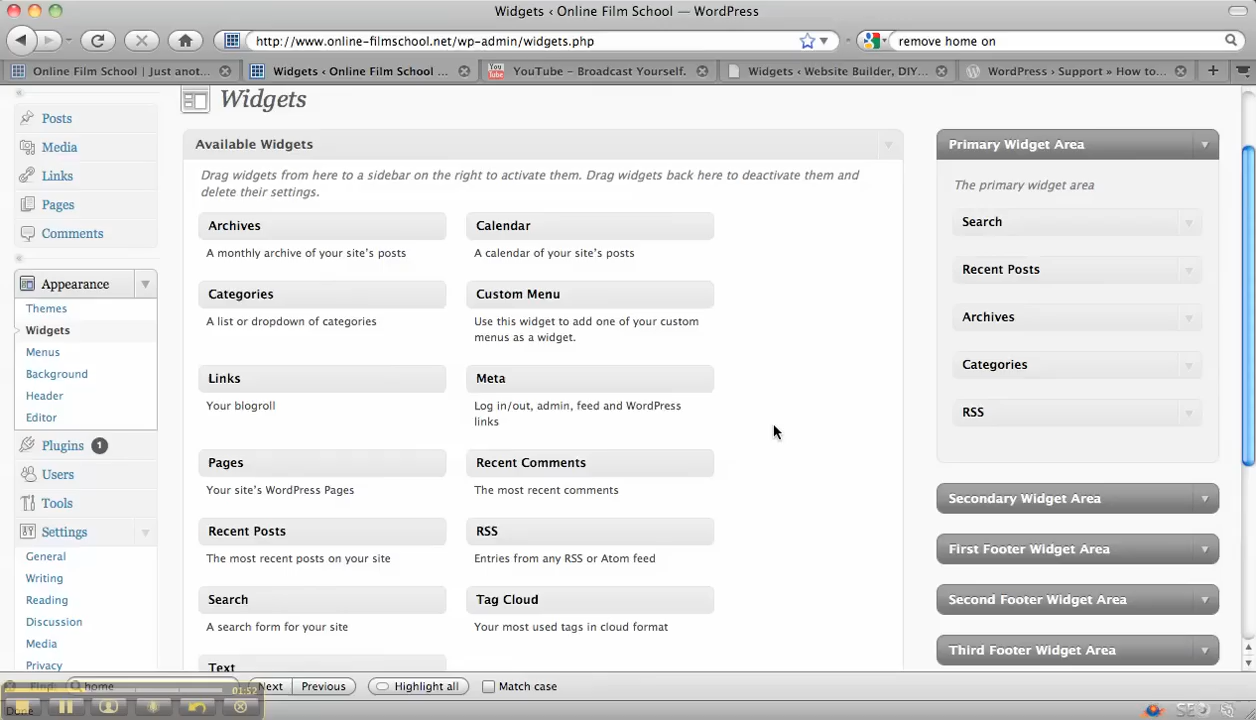 Widgets ‹ Online Film School — WordPress
http://www.online-filmschool.net/wp-admin/widgets.php
remove home on
Online Film School | Just anot...
Widgets ‹ Online Film School ...
YouTube – Broadcast Yourself.
Widgets ‹ Website Builder, DIY...
WordPress › Support » How to...
Posts
Media
Links
Pages
Comments
Appearance
Themes
Widgets
Menus
Background
Header
Editor
Plugins 1
Users
Tools
Settings
General
Writing
Reading
Discussion
Media
Privacy
Widgets
Available Widgets
Drag widgets from here to a sidebar on the right to activate them. Drag widgets back here to deactivate them and
delete their settings.
Archives
A monthly archive of your site's posts
Calendar
A calendar of your site's posts
Categories
A list or dropdown of categories
Custom Menu
Use this widget to add one of your custom
menus as a widget.
Links
Your blogroll
Meta
Log in/out, admin, feed and WordPress
links
Pages
Your site's WordPress Pages
Recent Comments
The most recent comments
Recent Posts
The most recent posts on your site
RSS
Entries from any RSS or Atom feed
Search
A search form for your site
Tag Cloud
Your most used tags in cloud format
Text
Primary Widget Area
The primary widget area
Search
Recent Posts
Archives
Categories
RSS
Secondary Widget Area
First Footer Widget Area
Second Footer Widget Area
Third Footer Widget Area
Find:
home
01:52
Next
Previous
Highlight all
Match case
Done